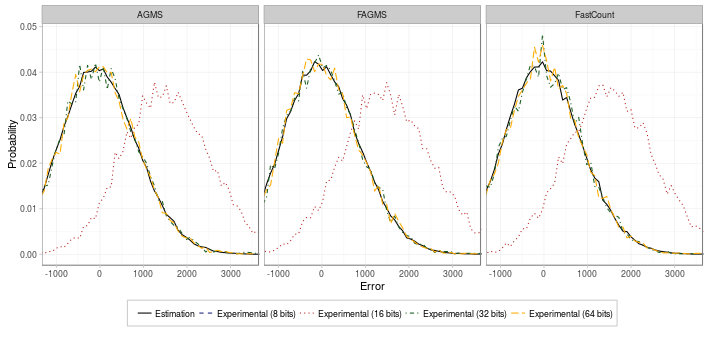 AGMS FAGMS FastCount
0.05
0.04
0.03
0.02
0.01
0.00
Probability
-1000 0 1000 2000 3000 -1000 0 1000 2000 3000 -1000 0 1000 2000 3000
Error
Estimation Experimental (8 bits) Experimental (16 bits) Experimental (32 bits) Experimental (64 bits)